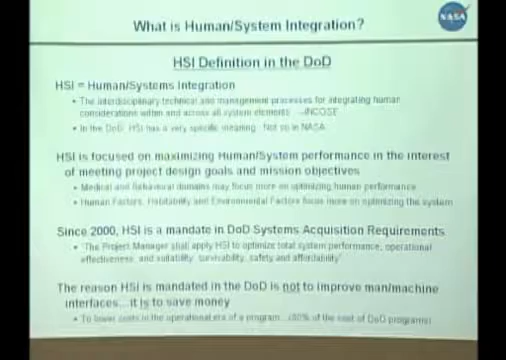 What is Human/System Integration?
NASA
HSI Definition in the DoD
HSI = Human/Systems Integration
• The interdisciplinary technical and management processes for integrating human
considerations within and across all system elements --INCOSE
• In the DoD, HSI has a very specific meaning. Not so in NASA.
HSI is focused on maximizing Human/System performance in the interest
of meeting project design goals and mission objectives
• Medical and Behavioral domains may focus more on optimizing human performance
• Human Factors, Habitability and Environmental Factors focus more on optimizing the system
Since 2000, HSI is a mandate in DoD Systems Acquisition Requirements
• "The Project Manager shall apply HSI to optimize total system performance, operational
effectiveness, and suitability, survivability, safety and affordability"
The reason HSI is mandated in the DoD is not to improve man/machine
interfaces…it is to save money
• To lower costs in the operational era of a program…(80% of the cost of DoD programs)